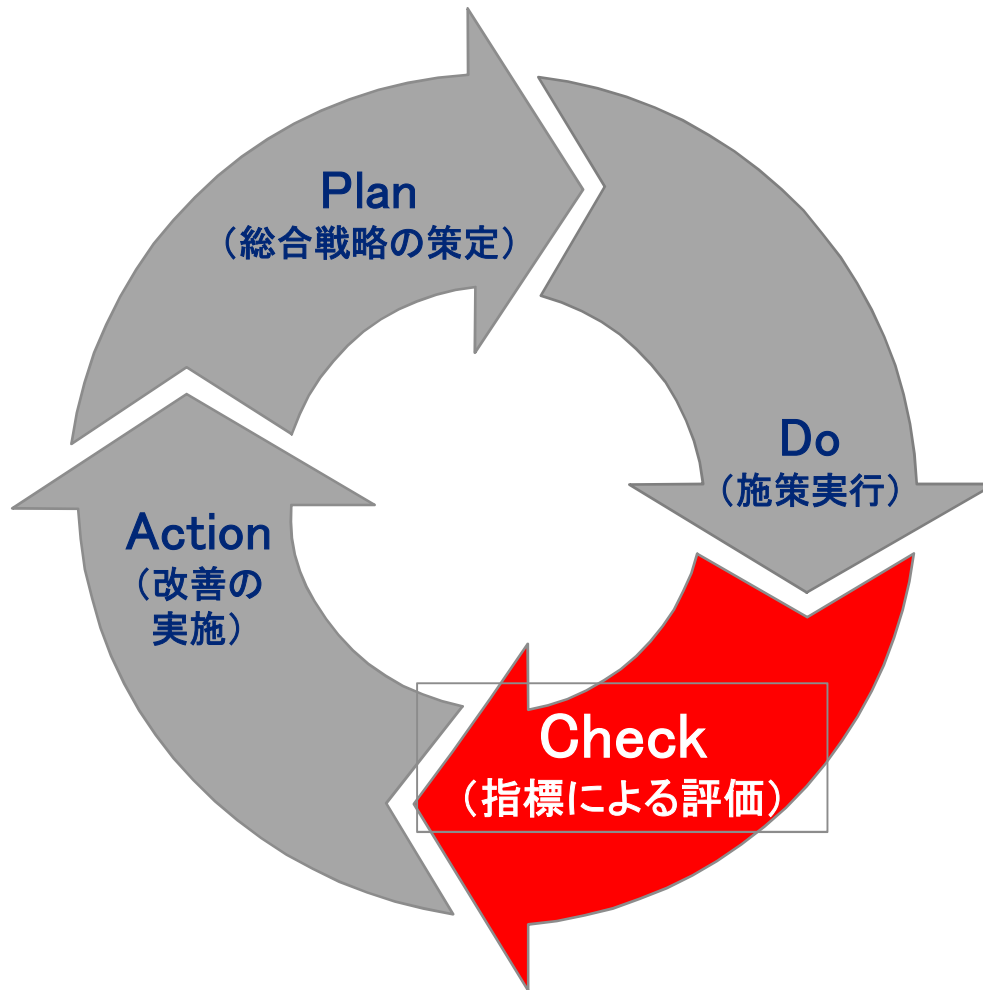 Plan
（総合戦略の策定）
Do
（施策実行）
Check
（指標による評価）
Action
（改善の
実施）